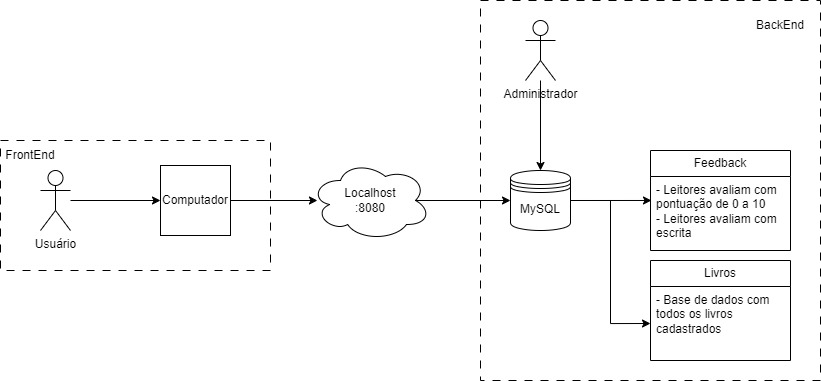 BackEnd
Administrador
FrontEnd
Usuário
Computador
Localhost
:8080
MySQL
Feedback
- Leitores avaliam com
pontuação de 0 a 10
- Leitores avaliam com
escrita
Livros
- Base de dados com
todos os livros
cadastrados